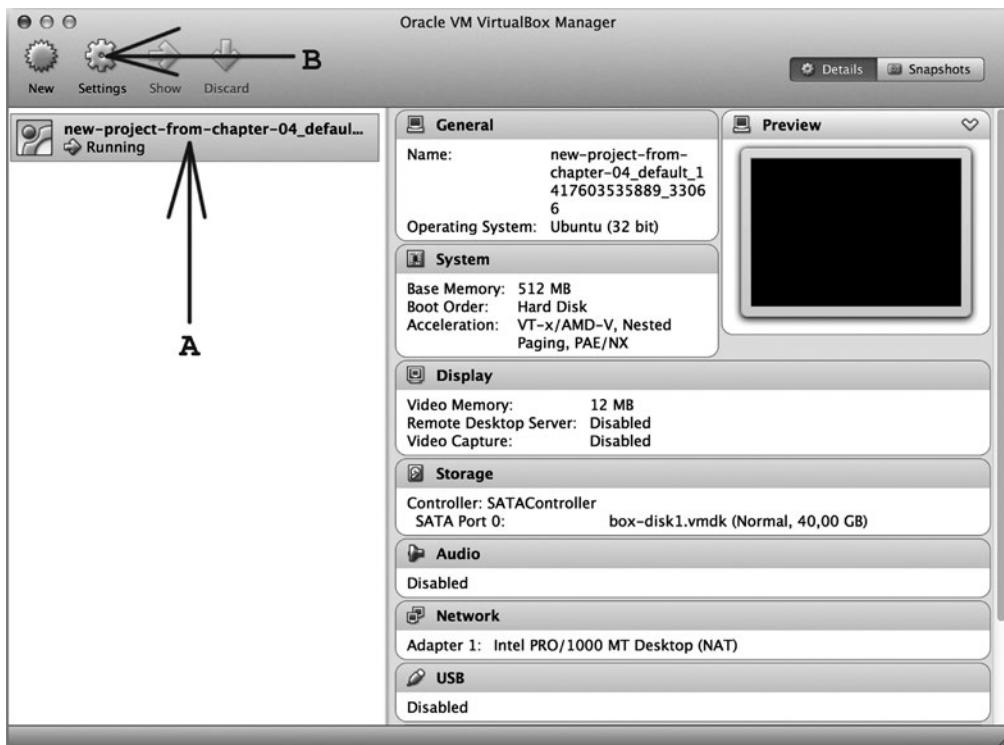 Oracle VM VirtualBox Manager
New
Settings
Show
Discard
B
Details
Snapshots
new-project-from-chapter-04_defaul...
Running
A
General
Name: new-project-from-
chapter-04_default_1
417603535889_3306
6
Operating System: Ubuntu (32 bit)
Preview
System
Base Memory: 512 MB
Boot Order: Hard Disk
Acceleration: VT-x/AMD-V, Nested
Paging, PAE/NX
Display
Video Memory: 12 MB
Remote Desktop Server: Disabled
Video Capture: Disabled
Storage
Controller: SATAController
SATA Port 0: box-disk1.vmdk (Normal, 40,00 GB)
Audio
Disabled
Network
Adapter 1: Intel PRO/1000 MT Desktop (NAT)
USB
Disabled